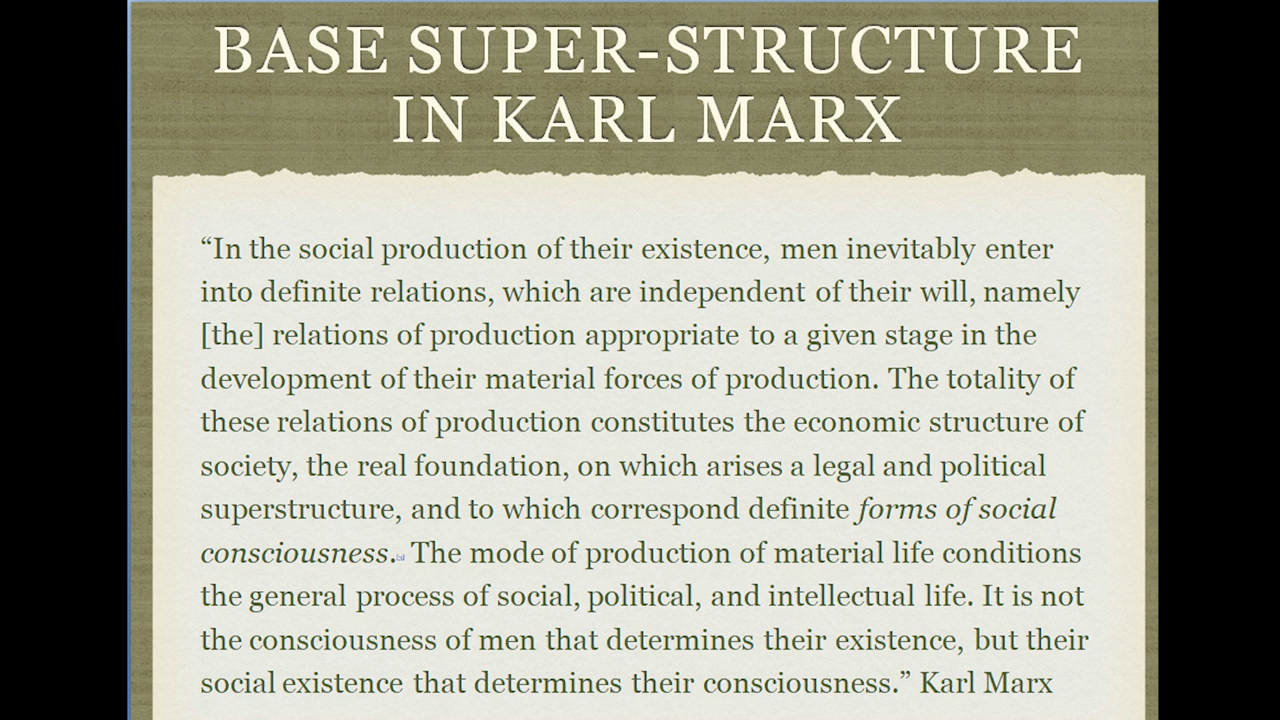 BASE SUPER-STRUCTURE
IN KARL MARX
“In the social production of their existence, men inevitably enter
into definite relations, which are independent of their will, namely
[the] relations of production appropriate to a given stage in the
development of their material forces of production. The totality of
these relations of production constitutes the economic structure of
society, the real foundation, on which arises a legal and political
superstructure, and to which correspond definite forms of social
consciousness. The mode of production of material life conditions
the general process of social, political, and intellectual life. It is not
the consciousness of men that determines their existence, but their
social existence that determines their consciousness.” Karl Marx